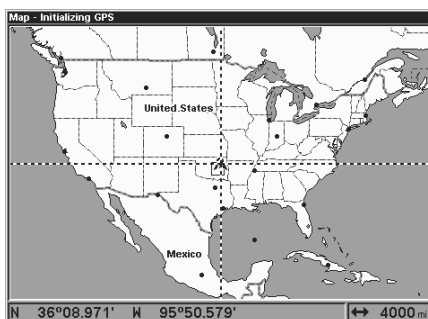 Map - Initializing GPS
United States
Mexico
N 36°08.971' W 95°50.579' ↔ 4000 mi